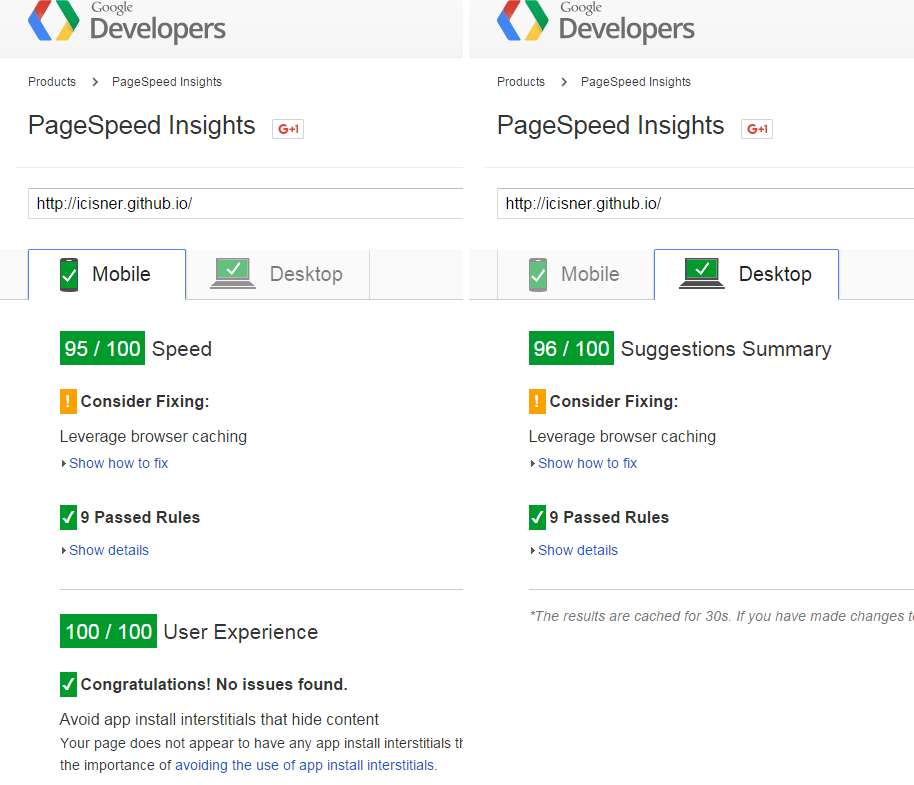 Google
Developers
Products > PageSpeed Insights
PageSpeed Insights G+1
http://icisner.github.io/
Mobile Desktop
95 / 100 Speed
! Consider Fixing:
Leverage browser caching
Show how to fix
9 Passed Rules
Show details
100 / 100 User Experience
Congratulations! No issues found.
Avoid app install interstitials that hide content
Your page does not appear to have any app install interstitials
the importance of avoiding the use of app install interstitials.
Google
Developers
Products > PageSpeed Insights
PageSpeed Insights G+1
http://icisner.github.io/
Mobile Desktop
96 / 100 Suggestions Summary
! Consider Fixing:
Leverage browser caching
Show how to fix
9 Passed Rules
Show details
*The results are cached for 30s. If you have made changes